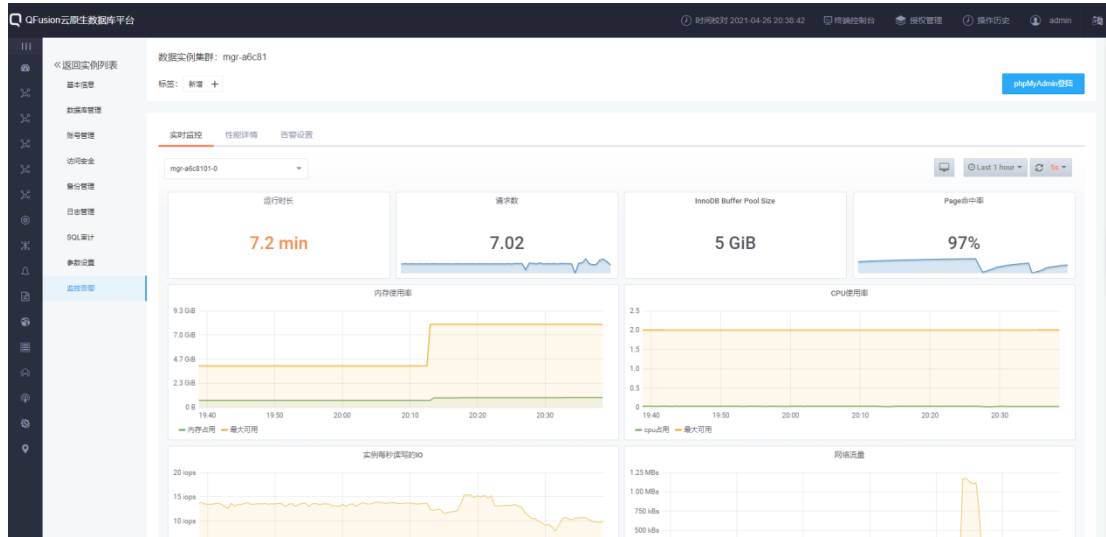 QFusion云原生数据库平台
时间校对 2021-04-26 20:38:42
终端控制台
授权管理
操作历史
admin
«返回实例列表
基本信息
数据库管理
账号管理
访问安全
备份管理
日志管理
SQL审计
参数设置
监控告警
数据实例集群: mgr-a6c81
标签: 新增 +
phpMyAdmin登陆
实时监控 性能详情 告警设置
mgr-a6c8101-0
Last 1 hour
5s
运行时长
7.2 min
请求数
7.02
InnoDB Buffer Pool Size
5 GiB
Page命中率
97%
内存使用率
9.3 GiB
7.0 GiB
4.7 GiB
2.3 GiB
0 B
19:40 19:50 20:00 20:10 20:20 20:30
内存占用 最大可用
CPU使用率
2.5
2.0
1.5
1.0
0.5
0
19:40 19:50 20:00 20:10 20:20 20:30
cpu占用 最大可用
实例每秒读写的IO
20 iops
15 iops
10 iops
网络流量
1.25 MBs
1.00 MBs
750 kBs
500 kBs